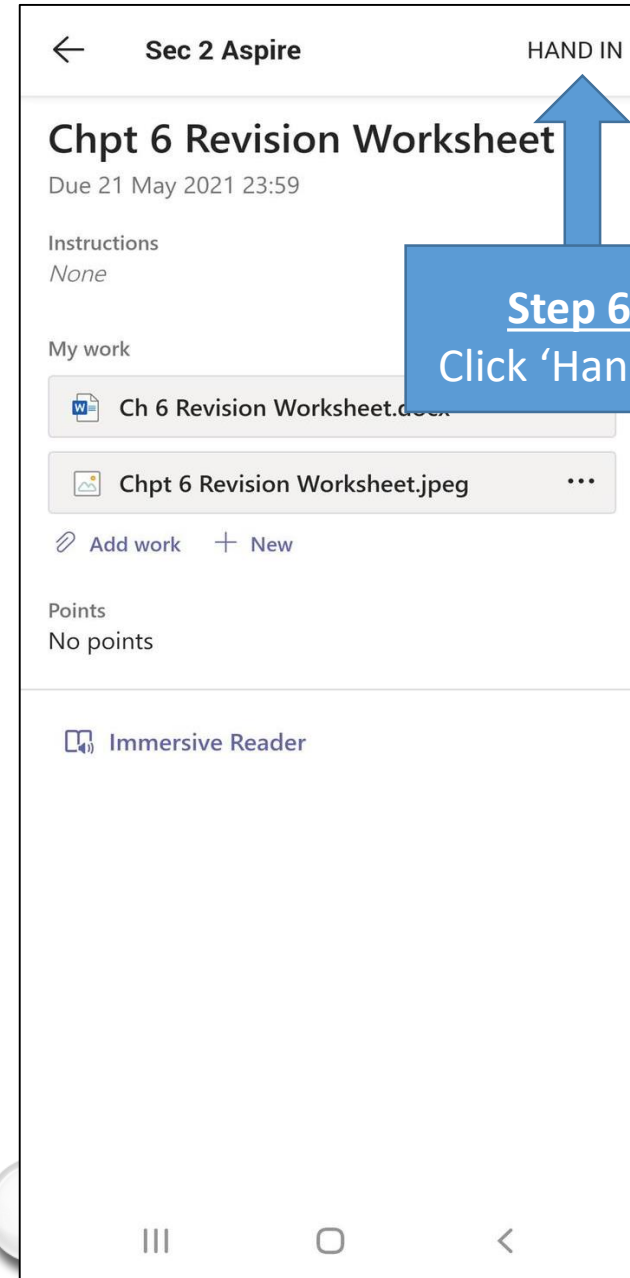 Sec 2 Aspire HAND IN
Chpt 6 Revision Worksheet
Due 21 May 2021 23:59
Instructions
None
Step 6
Click ‘Han
My work
Ch 6 Revision Worksheet.docx
Chpt 6 Revision Worksheet.jpeg
Add work + New
Points
No points
Immersive Reader